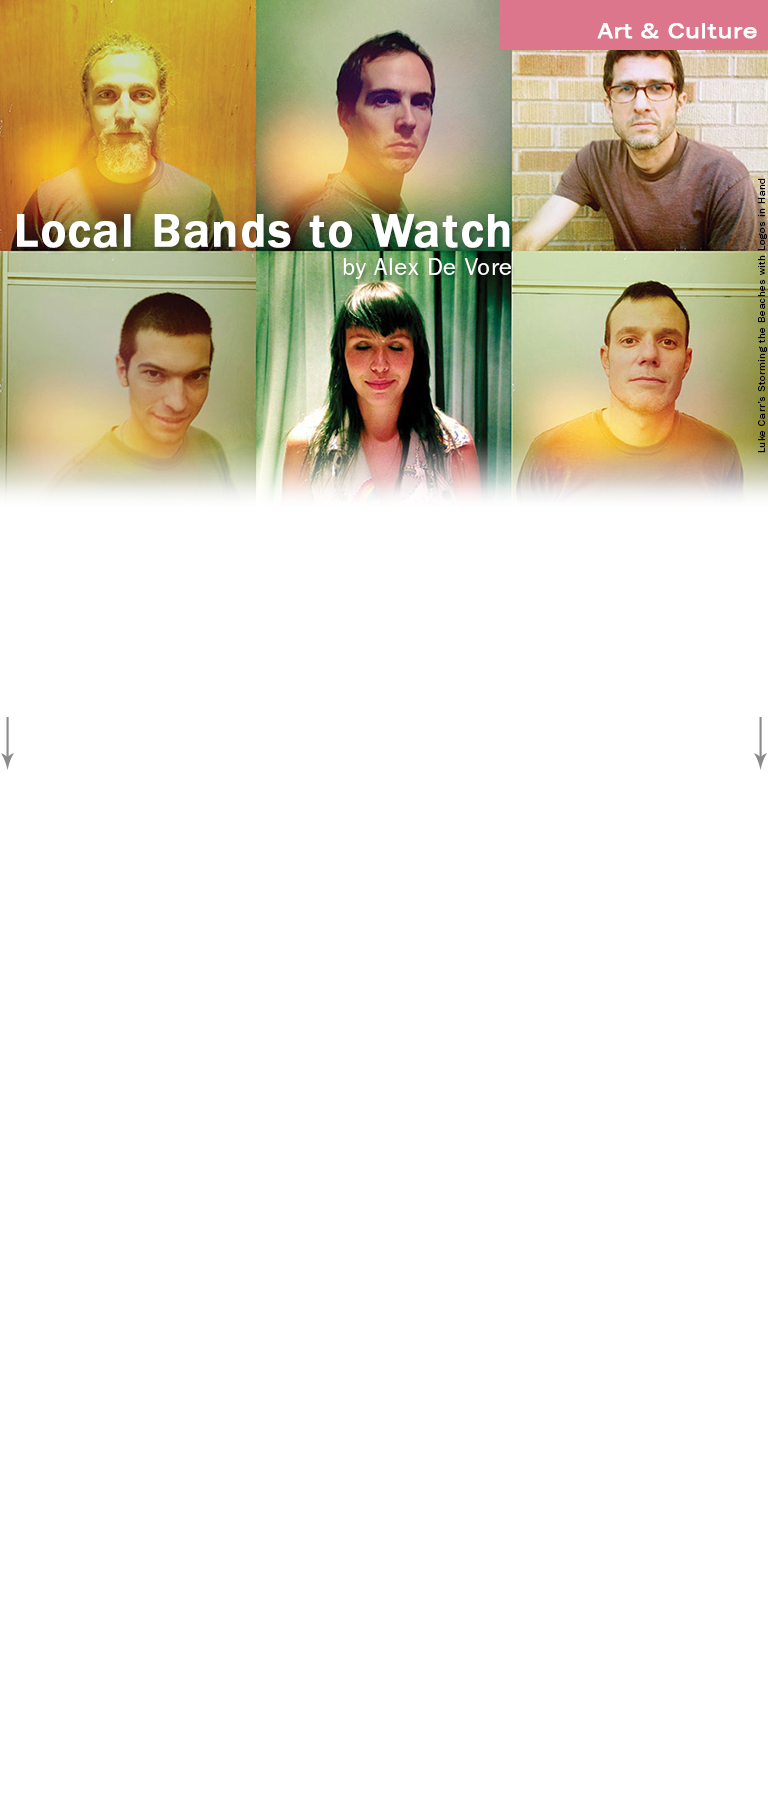 Art & Culture
Local Bands to Watch
by Alex De Vore
Luke Carr's Storming the Beaches with Logos in Hand